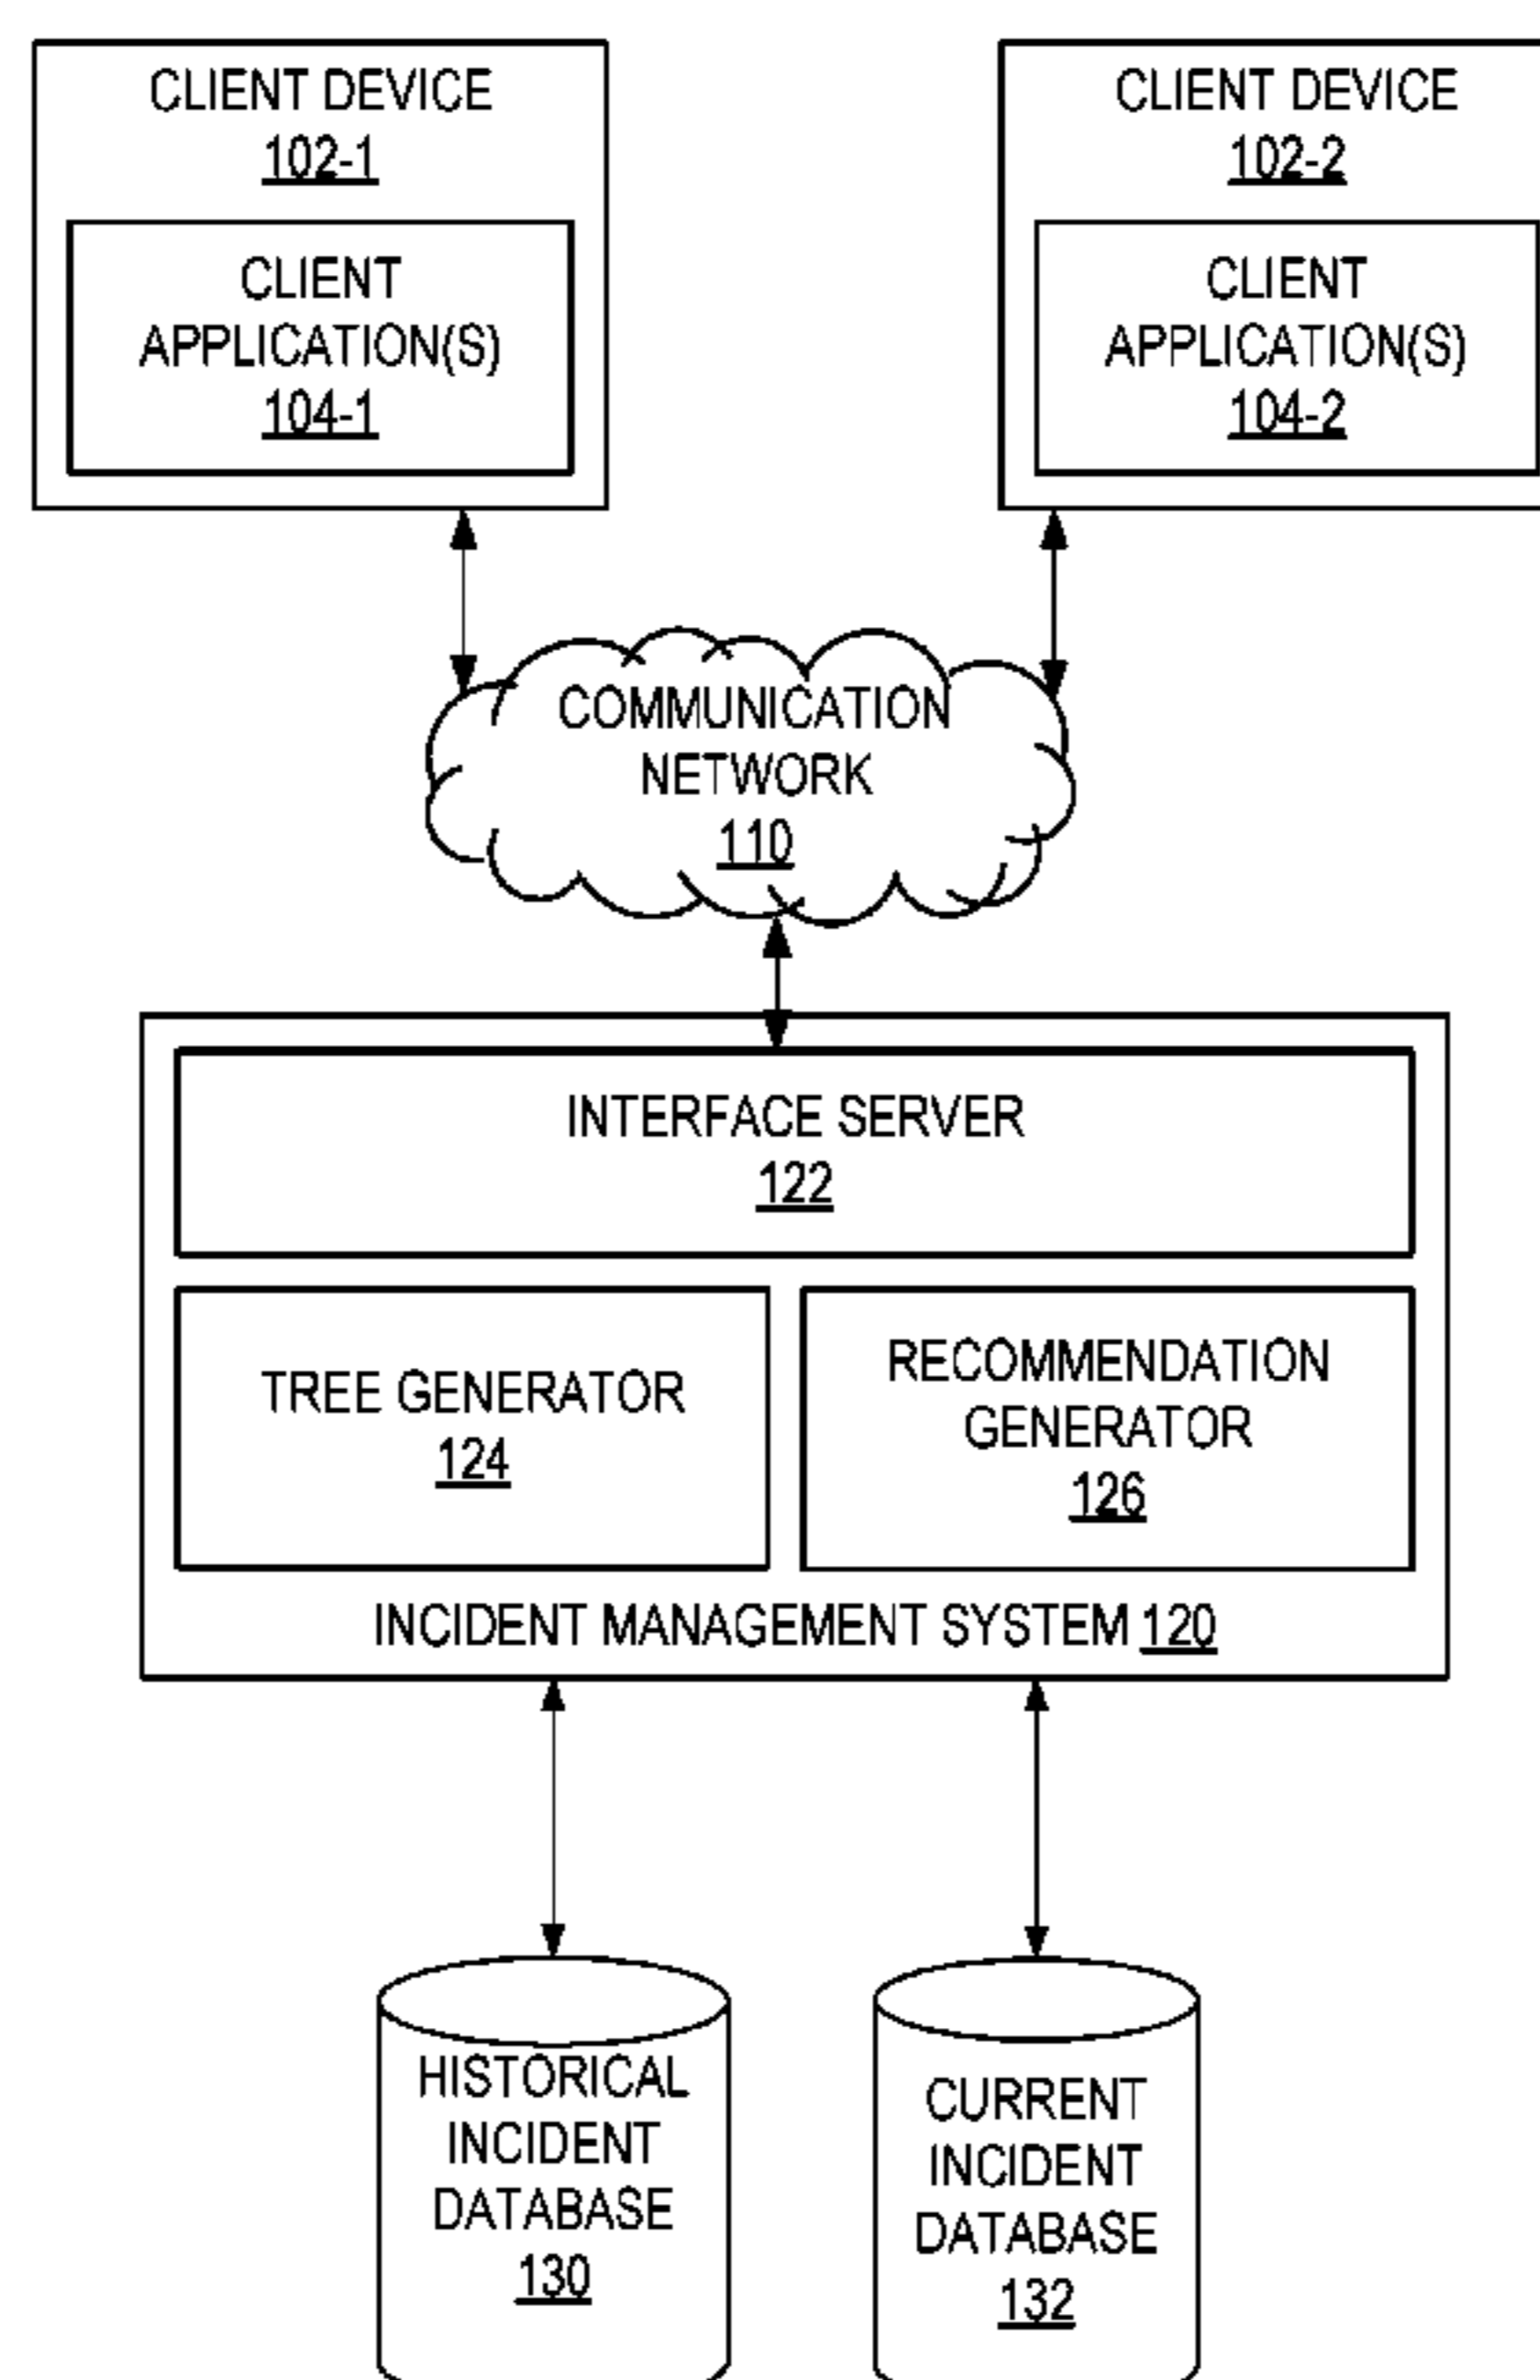 CLIENT DEVICE
102-1
CLIENT
APPLICATION(S)
104-1
CLIENT DEVICE
102-2
CLIENT
APPLICATION(S)
104-2
COMMUNICATION
NETWORK
110
INTERFACE SERVER
122
TREE GENERATOR
124
RECOMMENDATION
GENERATOR
126
INCIDENT MANAGEMENT SYSTEM 120
HISTORICAL
INCIDENT
DATABASE
130
CURRENT
INCIDENT
DATABASE
132